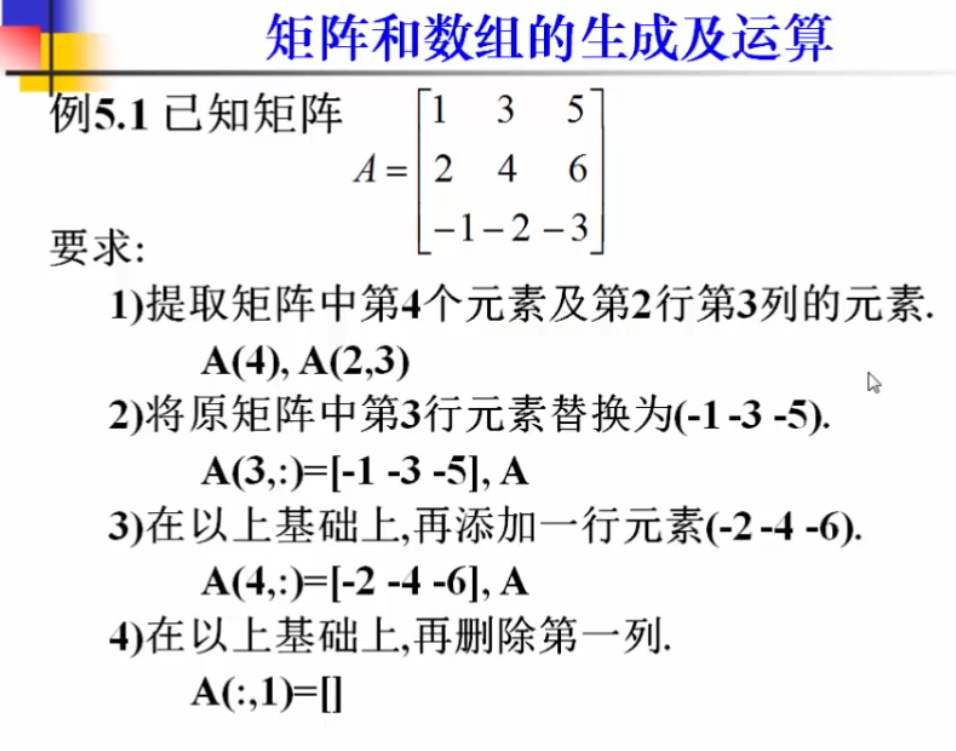 矩阵和数组的生成及运算
例5.1 已知矩阵
1 3 5
A = 2 4 6
-1 -2 -3
要求:
1)提取矩阵中第4个元素及第2行第3列的元素.
A(4), A(2,3)
2)将原矩阵中第3行元素替换为(-1 -3 -5).
A(3,:)=[-1 -3 -5], A
3)在以上基础上,再添加一行元素(-2 -4 -6).
A(4,:)=[-2 -4 -6], A
4)在以上基础上,再删除第一列.
A(:,1)=[]